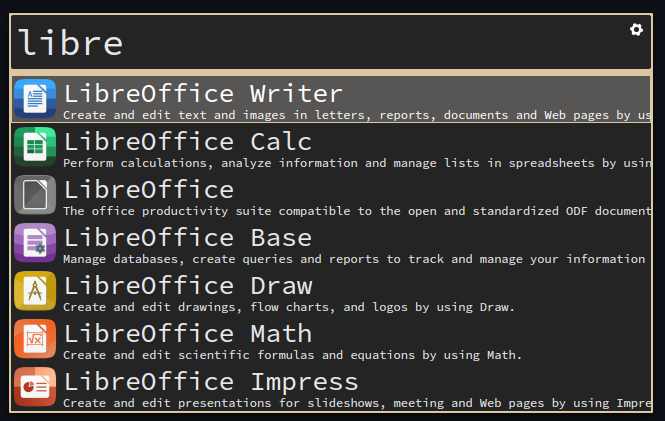 libre
LibreOffice Writer
Create and edit text and images in letters, reports, documents and Web pages by us
LibreOffice Calc
Perform calculations, analyze information and manage lists in spreadsheets by usin
LibreOffice
The office productivity suite compatible to the open and standardized ODF document
LibreOffice Base
Manage databases, create queries and reports to track and manage your information
LibreOffice Draw
Create and edit drawings, flow charts, and logos by using Draw.
LibreOffice Math
Create and edit scientific formulas and equations by using Math.
LibreOffice Impress
Create and edit presentations for slideshows, meeting and Web pages by using Impre